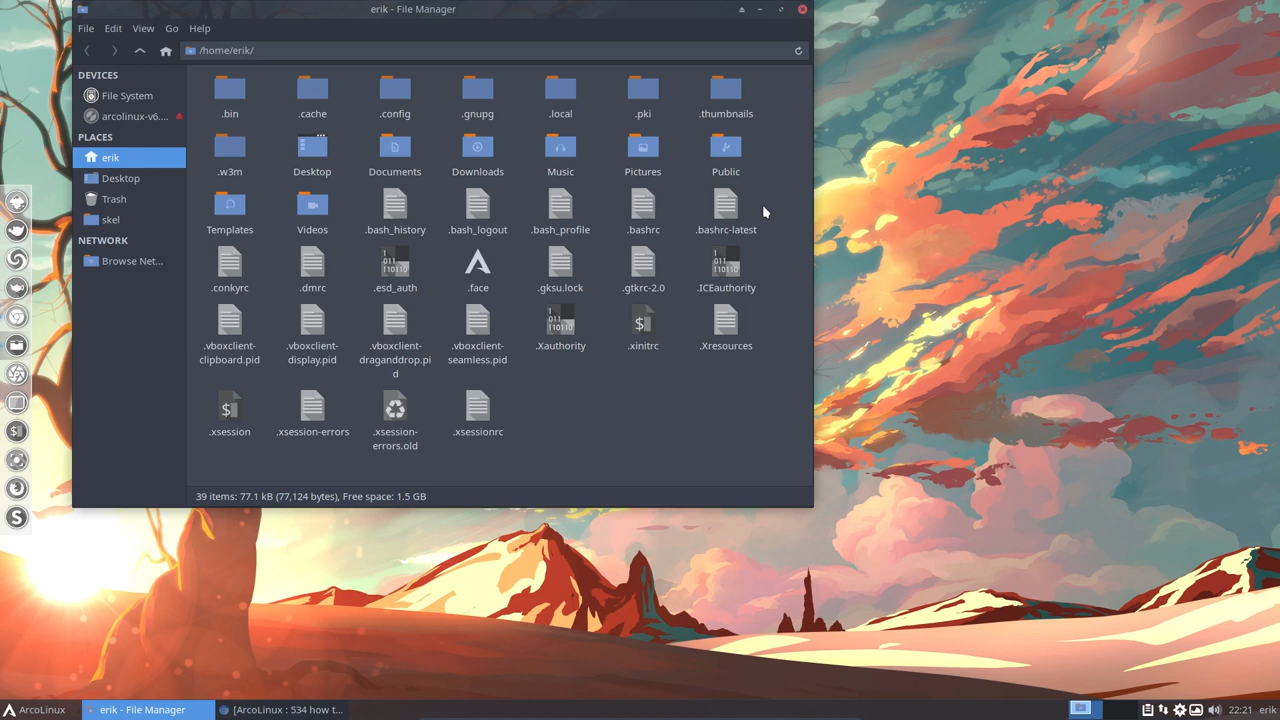 erik - File Manager
File Edit View Go Help
/home/erik/
DEVICES
File System
arcolinux-v6....
PLACES
erik
Desktop
Trash
skel
NETWORK
Browse Net...
.bin .cache .config .gnupg .local .pki .thumbnails
.w3m Desktop Documents Downloads Music Pictures Public
Templates Videos .bash_history .bash_logout .bash_profile .bashrc .bashrc-latest
.conkyrc .dmrc .esd_auth .face .gksu.lock .gtkrc-2.0 .ICEauthority
.vboxclient-clipboard.pid .vboxclient-display.pid .vboxclient-draganddrop.pid .vboxclient-seamless.pid .Xauthority .xinitrc .Xresources
.xsession .xsession-errors .xsession-errors.old .xsessionrc
39 items: 77.1 kB (77,124 bytes), Free space: 1.5 GB
ArcoLinux erik - File Manager [ArcoLinux : 534 how t... 22:21 erik